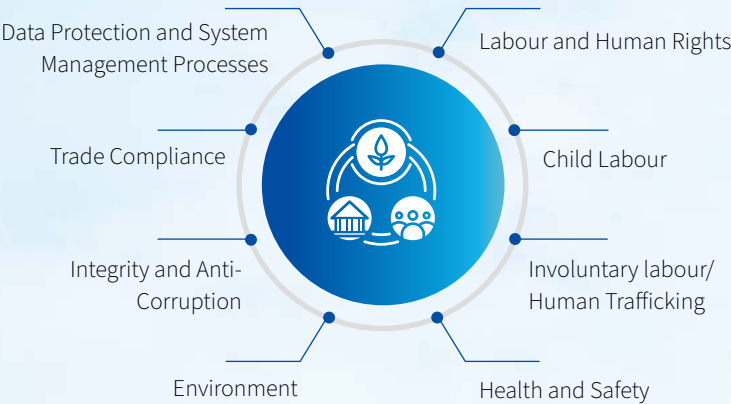 Data Protection and System
Management Processes
Labour and Human Rights
Trade Compliance
Child Labour
Integrity and Anti-
Corruption
Involuntary labour/
Human Trafficking
Environment
Health and Safety